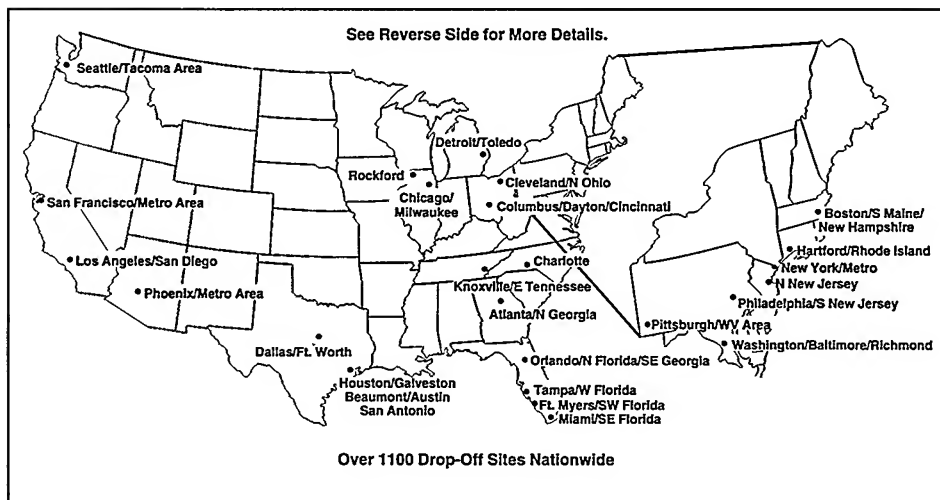 See Reverse Side for More Details.
Seattle/Tacoma Area
Detroit/Toledo
Rockford
Chicago/
Milwaukee
Cleveland/N Ohio
Columbus/Dayton/Cincinnati
San Francisco/Metro Area
Los Angeles/San Diego
Phoenix/Metro Area
Charlotte
Knoxville/E Tennessee
Atlanta/N Georgia
Dallas/Ft. Worth
Houston/Galveston
Beaumont/Austin
San Antonio
Orlando/N Florida/SE Georgia
Tampa/W Florida
Ft. Myers/SW Florida
Miami/SE Florida
Boston/S Maine/
New Hampshire
Hartford/Rhode Island
New York/Metro
N New Jersey
Philadelphia/S New Jersey
Pittsburgh/WV Area
Washington/Baltimore/Richmond
Over 1100 Drop-Off Sites Nationwide